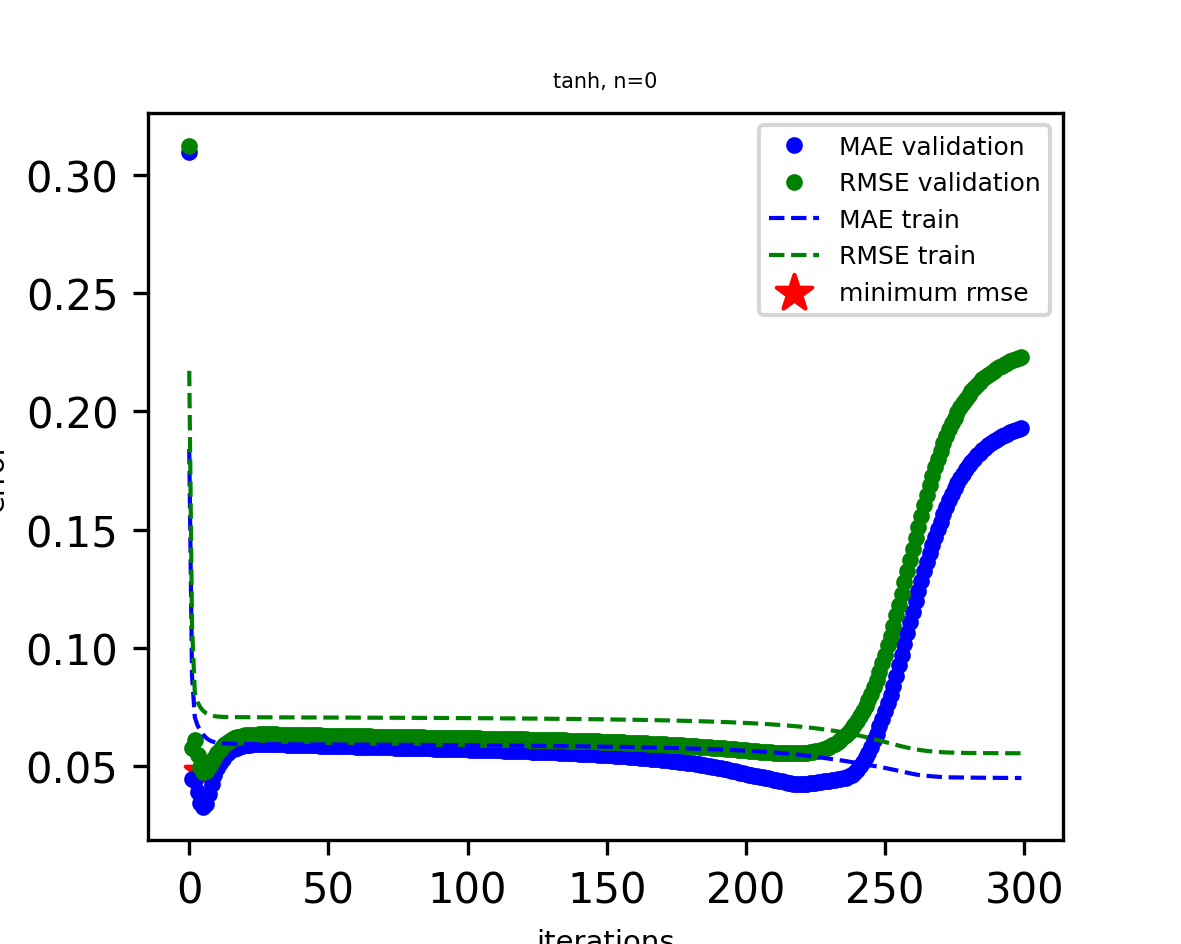 tanh, n=0
MAE validation
RMSE validation
MAE train
RMSE train
minimum rmse
0.30
0.25
0.20
0.15
0.10
0.05
0 50 100 150 200 250 300
iterations